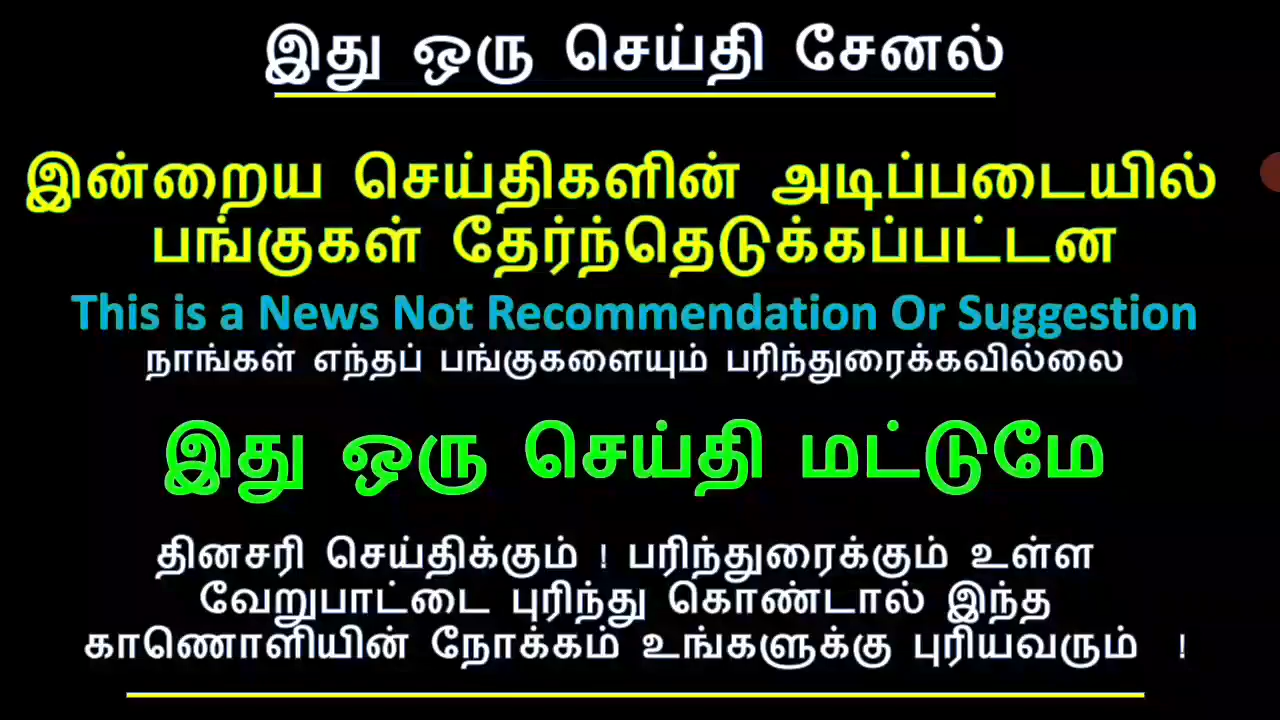 இது ஒரு செய்தி சேனல்
இன்றைய செய்திகளின் அடிப்படையில்
பங்குகள் தேர்ந்தெடுக்கப்பட்டன
This is a News Not Recommendation Or Suggestion
நாங்கள் எந்தப் பங்குகளையும் பரிந்துரைக்கவில்லை
இது ஒரு செய்தி மட்டுமே
தினசரி செய்திக்கும் ! பரிந்துரைக்கும் உள்ள
வேறுபாட்டை புரிந்து கொண்டால் இந்த
காணொளியின் நோக்கம் உங்களுக்கு புரியவரும் !